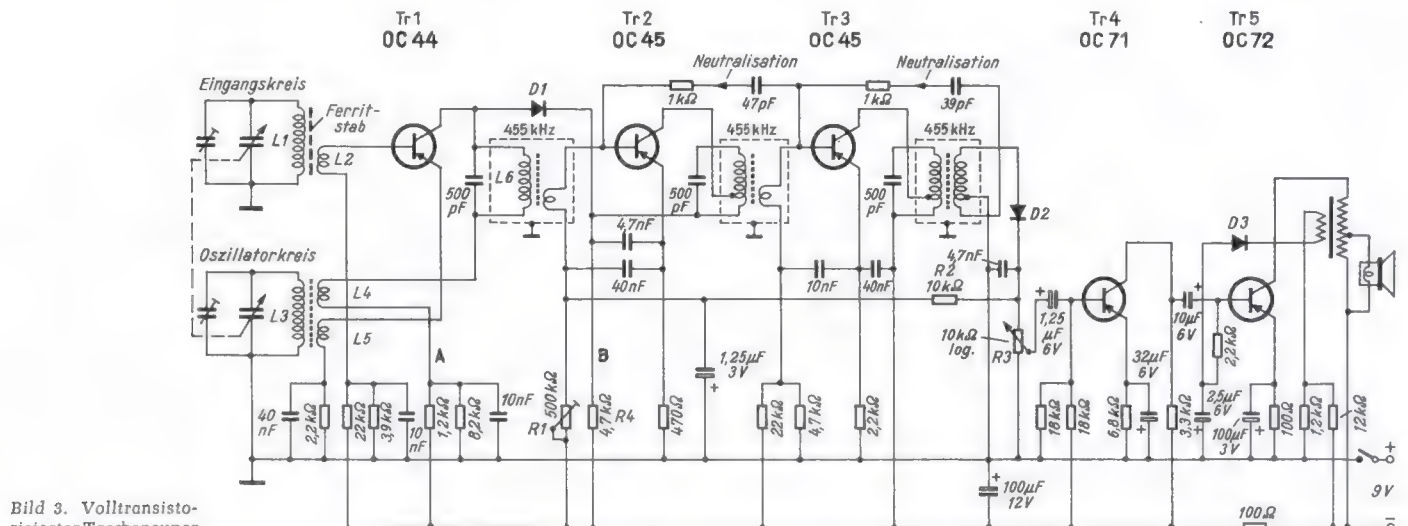 Tr1
OC44
Tr2
OC45
Tr3
OC45
Tr4
OC71
Tr5
OC72
Eingangskreis
Ferrit-
stab
L1
L2
Oszillatorkreis
L3
L4
L5
D1
455kHz
L6
500
pF
Neutralisation
1kΩ
47pF
455kHz
500
pF
Neutralisation
1kΩ
39pF
455kHz
500
pF
D2
4,7nF
40nF
10nF
40nF
4,7nF
R2
10kΩ
10kΩ
log.
R3
1,25
µF
6V
D3
10µF
6V
2,2kΩ
A
B
1,25µF
3V
40
nF
2,2kΩ
22kΩ
3,9kΩ
10
nF
1,2kΩ
8,2kΩ
10nF
500kΩ
R1
4,7kΩ
R4
470Ω
22kΩ
4,7kΩ
2,2kΩ
18kΩ
18kΩ
6,8kΩ
32µF
6V
3,3kΩ
25µF
6V
100µF
3V
100Ω
1,2kΩ
12kΩ
100µF
12V
100Ω
+
9V
Bild 3. Volltransisto-